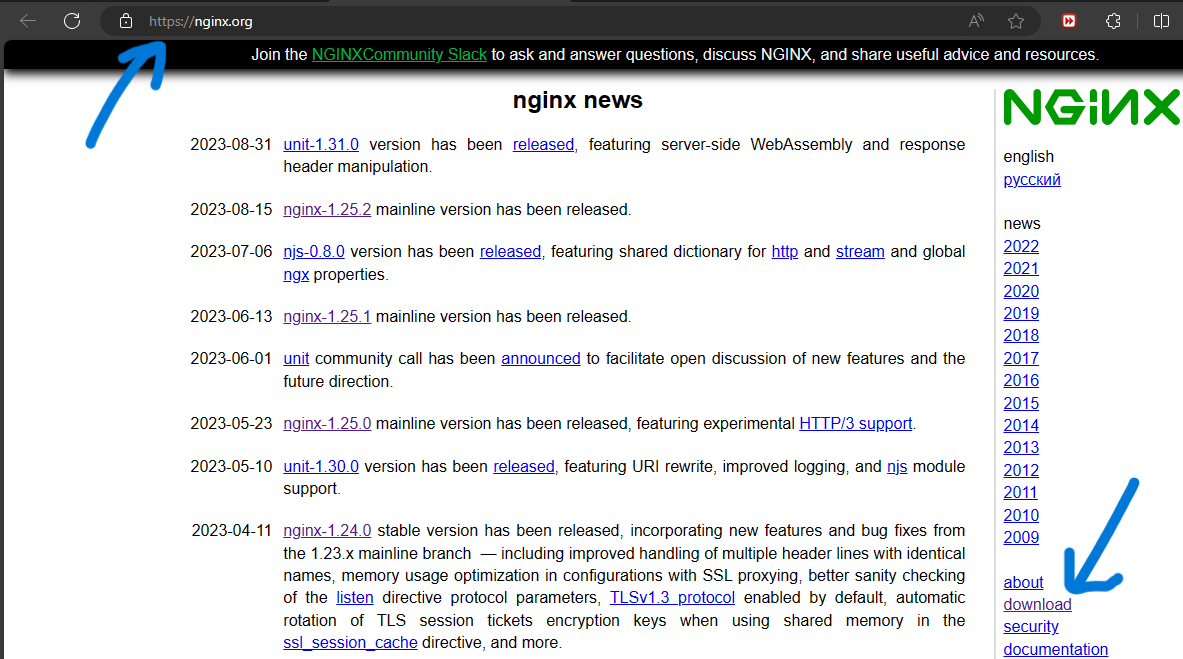 https://nginx.org
Join the NGINXCommunity Slack to ask and answer questions, discuss NGINX, and share useful advice and resources.
nginx news
2023-08-31 unit-1.31.0 version has been released, featuring server-side WebAssembly and response
header manipulation.
2023-08-15 nginx-1.25.2 mainline version has been released.
2023-07-06 njs-0.8.0 version has been released, featuring shared dictionary for http and stream and global
ngx properties.
2023-06-13 nginx-1.25.1 mainline version has been released.
2023-06-01 unit community call has been announced to facilitate open discussion of new features and the
future direction.
2023-05-23 nginx-1.25.0 mainline version has been released, featuring experimental HTTP/3 support.
2023-05-10 unit-1.30.0 version has been released, featuring URI rewrite, improved logging, and njs module
support.
2023-04-11 nginx-1.24.0 stable version has been released, incorporating new features and bug fixes from
the 1.23.x mainline branch — including improved handling of multiple header lines with identical
names, memory usage optimization in configurations with SSL proxying, better sanity checking
of the listen directive protocol parameters, TLSv1.3 protocol enabled by default, automatic
rotation of TLS session tickets encryption keys when using shared memory in the
ssl_session_cache directive, and more.
NGINX
english
русский
news
2022
2021
2020
2019
2018
2017
2016
2015
2014
2013
2012
2011
2010
2009
about
download
security
documentation